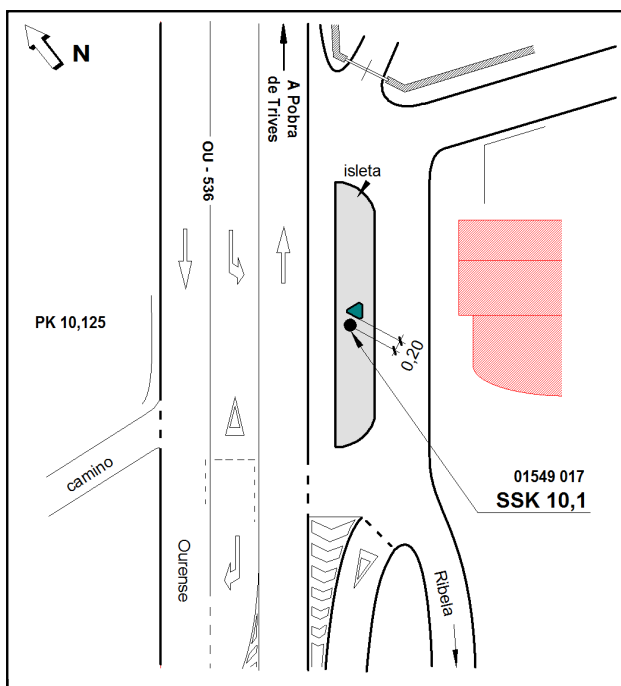 N
A Pobra
de Trives
OU - 536
isleta
PK 10,125
0,20
camino
01549 017
SSK 10,1
Ourense
Ribela